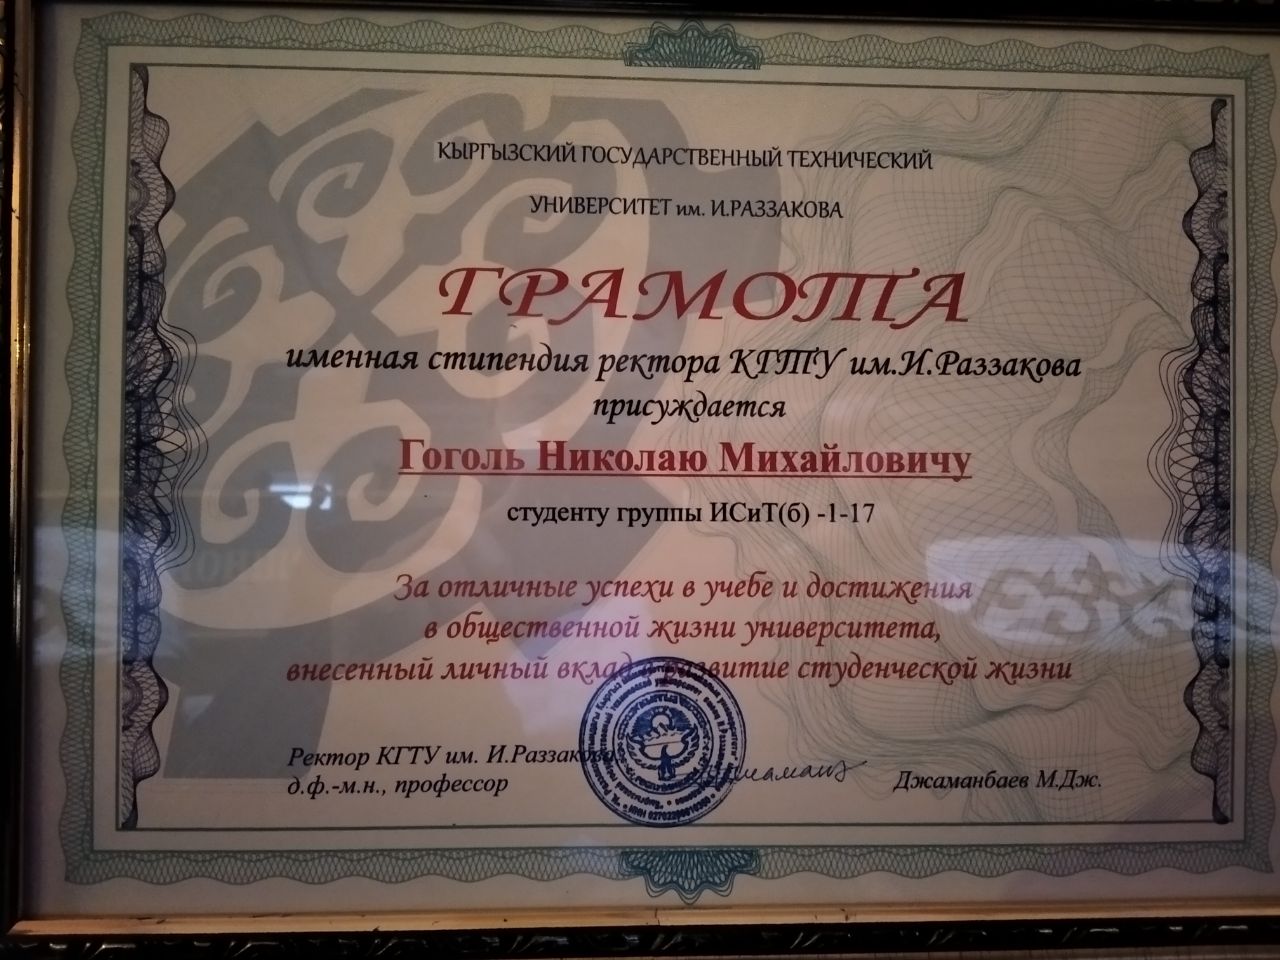 КЫРГЫЗСКИЙ ГОСУДАРСТВЕННЫЙ ТЕХНИЧЕСКИЙ
УНИВЕРСИТЕТ им. И.РАЗЗАКОВА
ГРАМОТА
именная стипендия ректора КГТУ им.И.Раззакова
присуждается
Гоголь Николаю Михайловичу
студенту группы ИСиТ(б) -1-17
За отличные успехи в учебе и достижения
в общественной жизни университета,
внесенный личный вклад в развитие студенческой жизни
Ректор КГТУ им. И.Раззакова
д.ф.-м.н., профессор
Джаманбаев М.Дж.